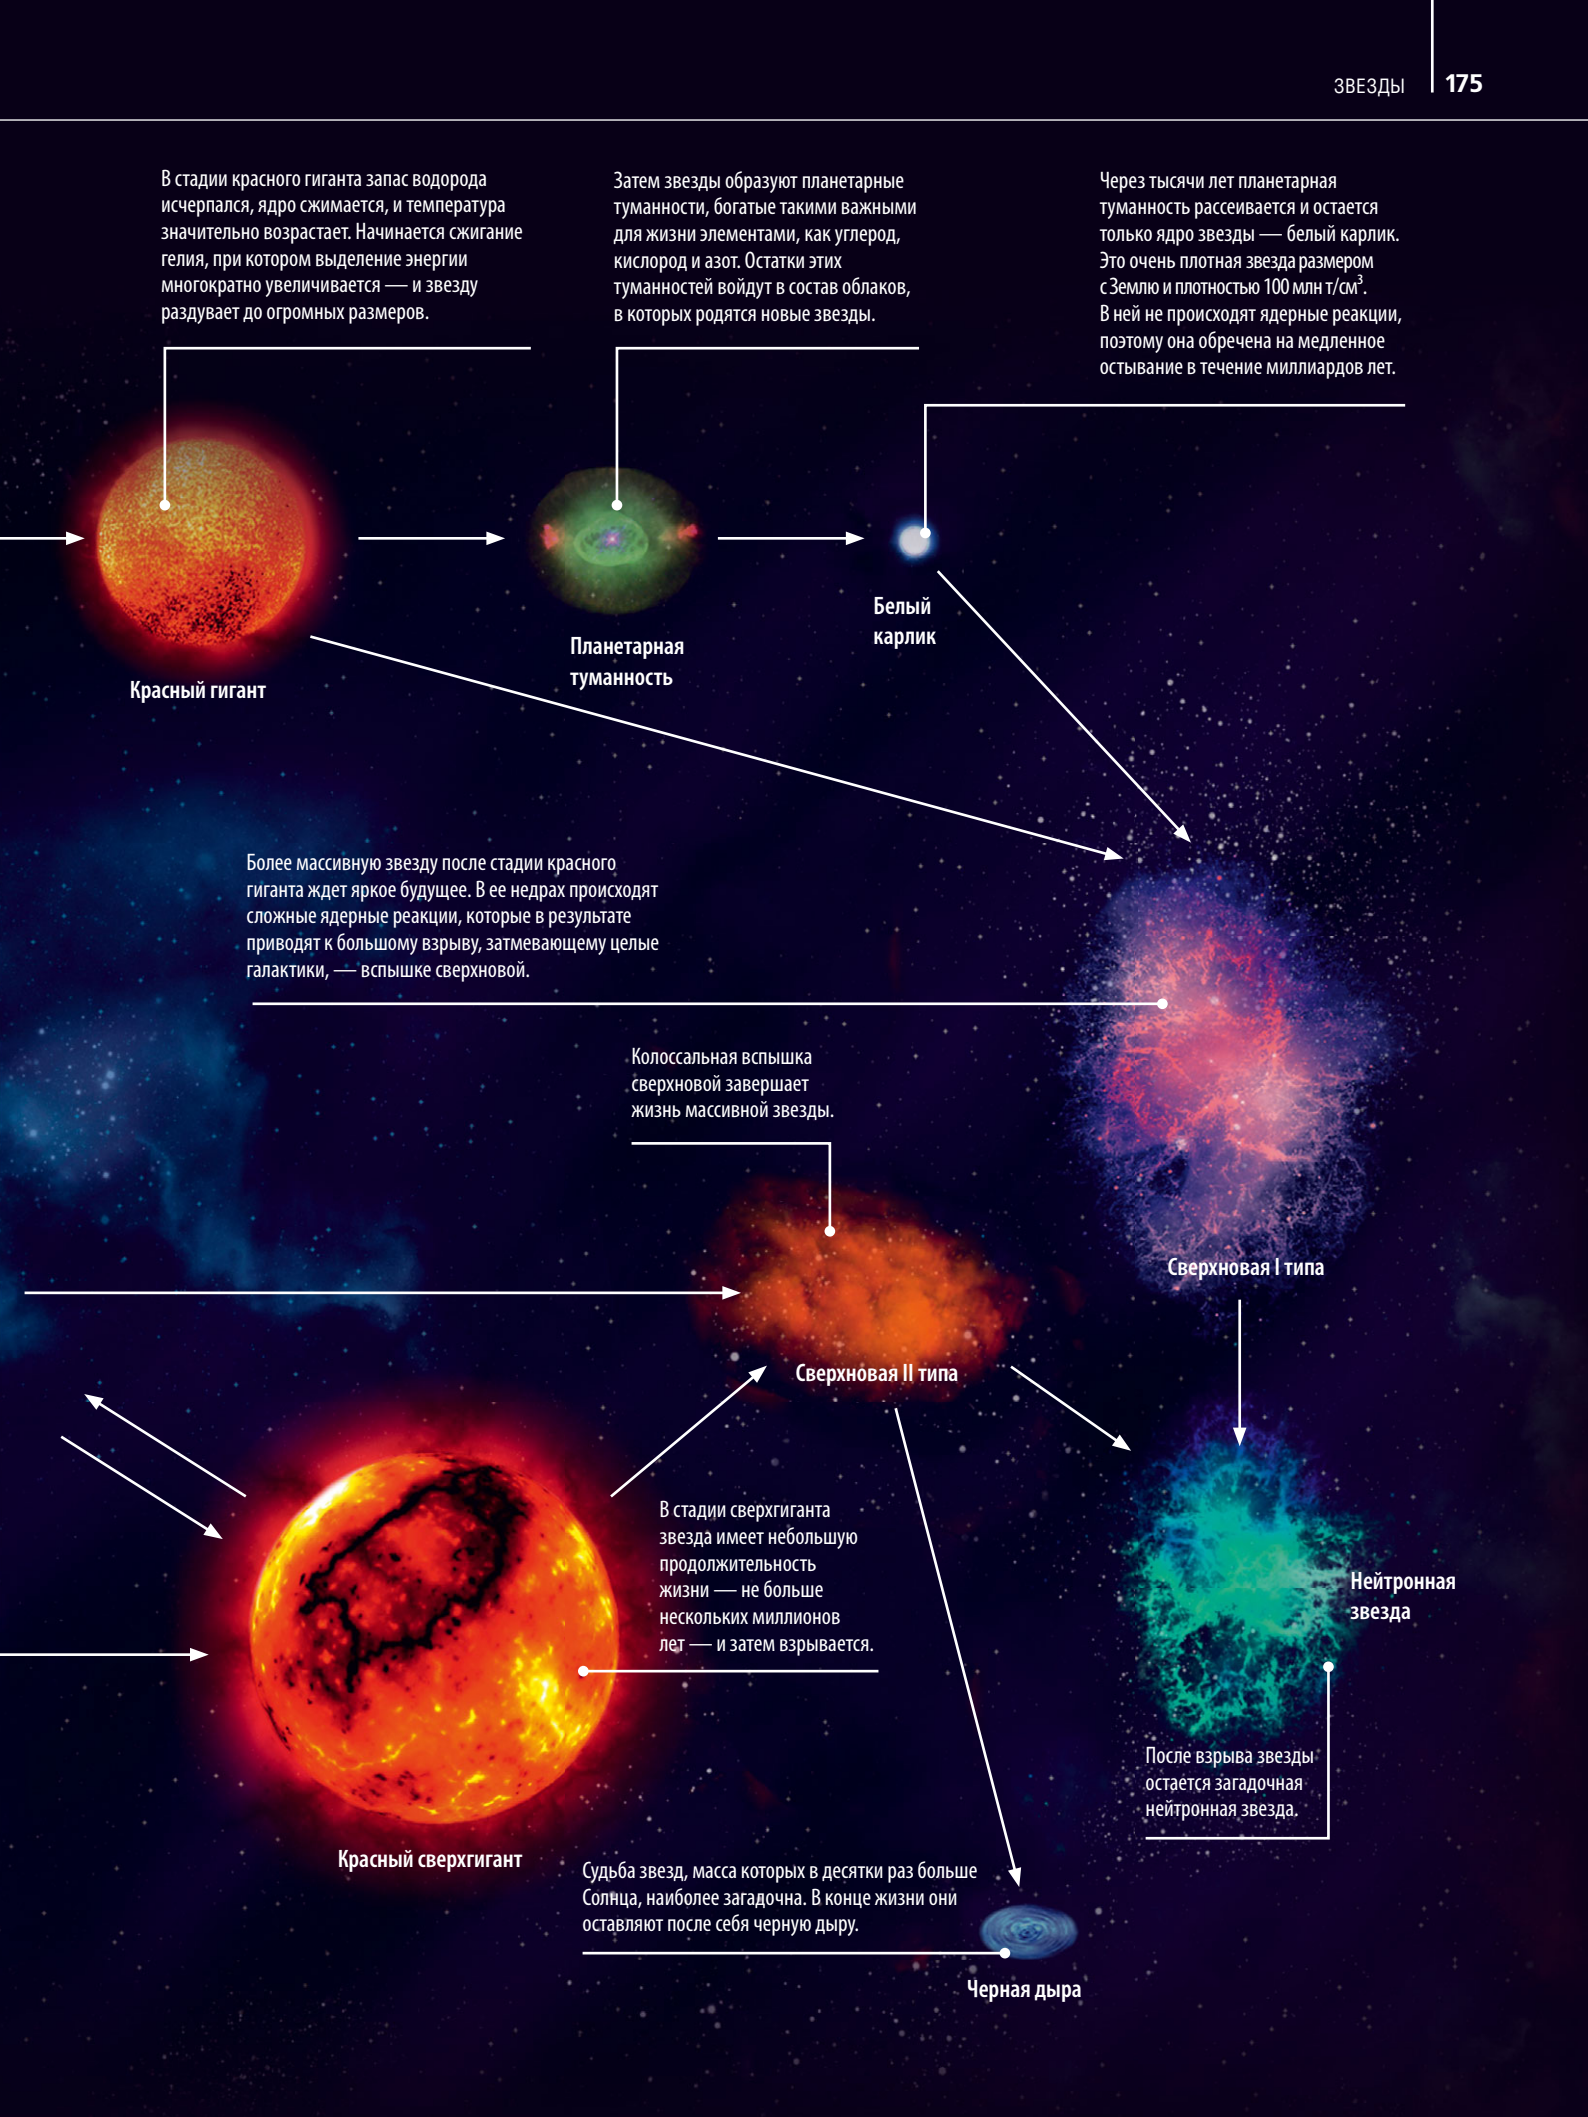 ЗВЕЗДЫ 175
В стадии красного гиганта запас водорода
исчерпался, ядро сжимается, и температура
значительно возрастает. Начинается сжигание
гелия, при котором выделение энергии
многократно увеличивается — и звезду
раздувает до огромных размеров.
Затем звезды образуют планетарные
туманности, богатые такими важными
для жизни элементами, как углерод,
кислород и азот. Остатки этих
туманностей войдут в состав облаков,
в которых родятся новые звезды.
Через тысячи лет планетарная
туманность рассеивается и остается
только ядро звезды — белый карлик.
Это очень плотная звезда размером
с Землю и плотностью 100 млн т/см³.
В ней не происходят ядерные реакции,
поэтому она обречена на медленное
остывание в течение миллиардов лет.
Красный гигант
Планетарная
туманность
Белый
карлик
Более массивную звезду после стадии красного
гиганта ждет яркое будущее. В ее недрах происходят
сложные ядерные реакции, которые в результате
приводят к большому взрыву, затмевающему целые
галактики, — вспышке сверхновой.
Колоссальная вспышка
сверхновой завершает
жизнь массивной звезды.
Сверхновая I типа
Сверхновая II типа
В стадии сверхгиганта
звезда имеет небольшую
продолжительность
жизни — не больше
нескольких миллионов
лет — и затем взрывается.
Нейтронная
звезда
После взрыва звезды
остается загадочная
нейтронная звезда.
Красный сверхгигант
Судьба звезд, масса которых в десятки раз больше
Солнца, наиболее загадочна. В конце жизни они
оставляют после себя черную дыру.
Черная дыра